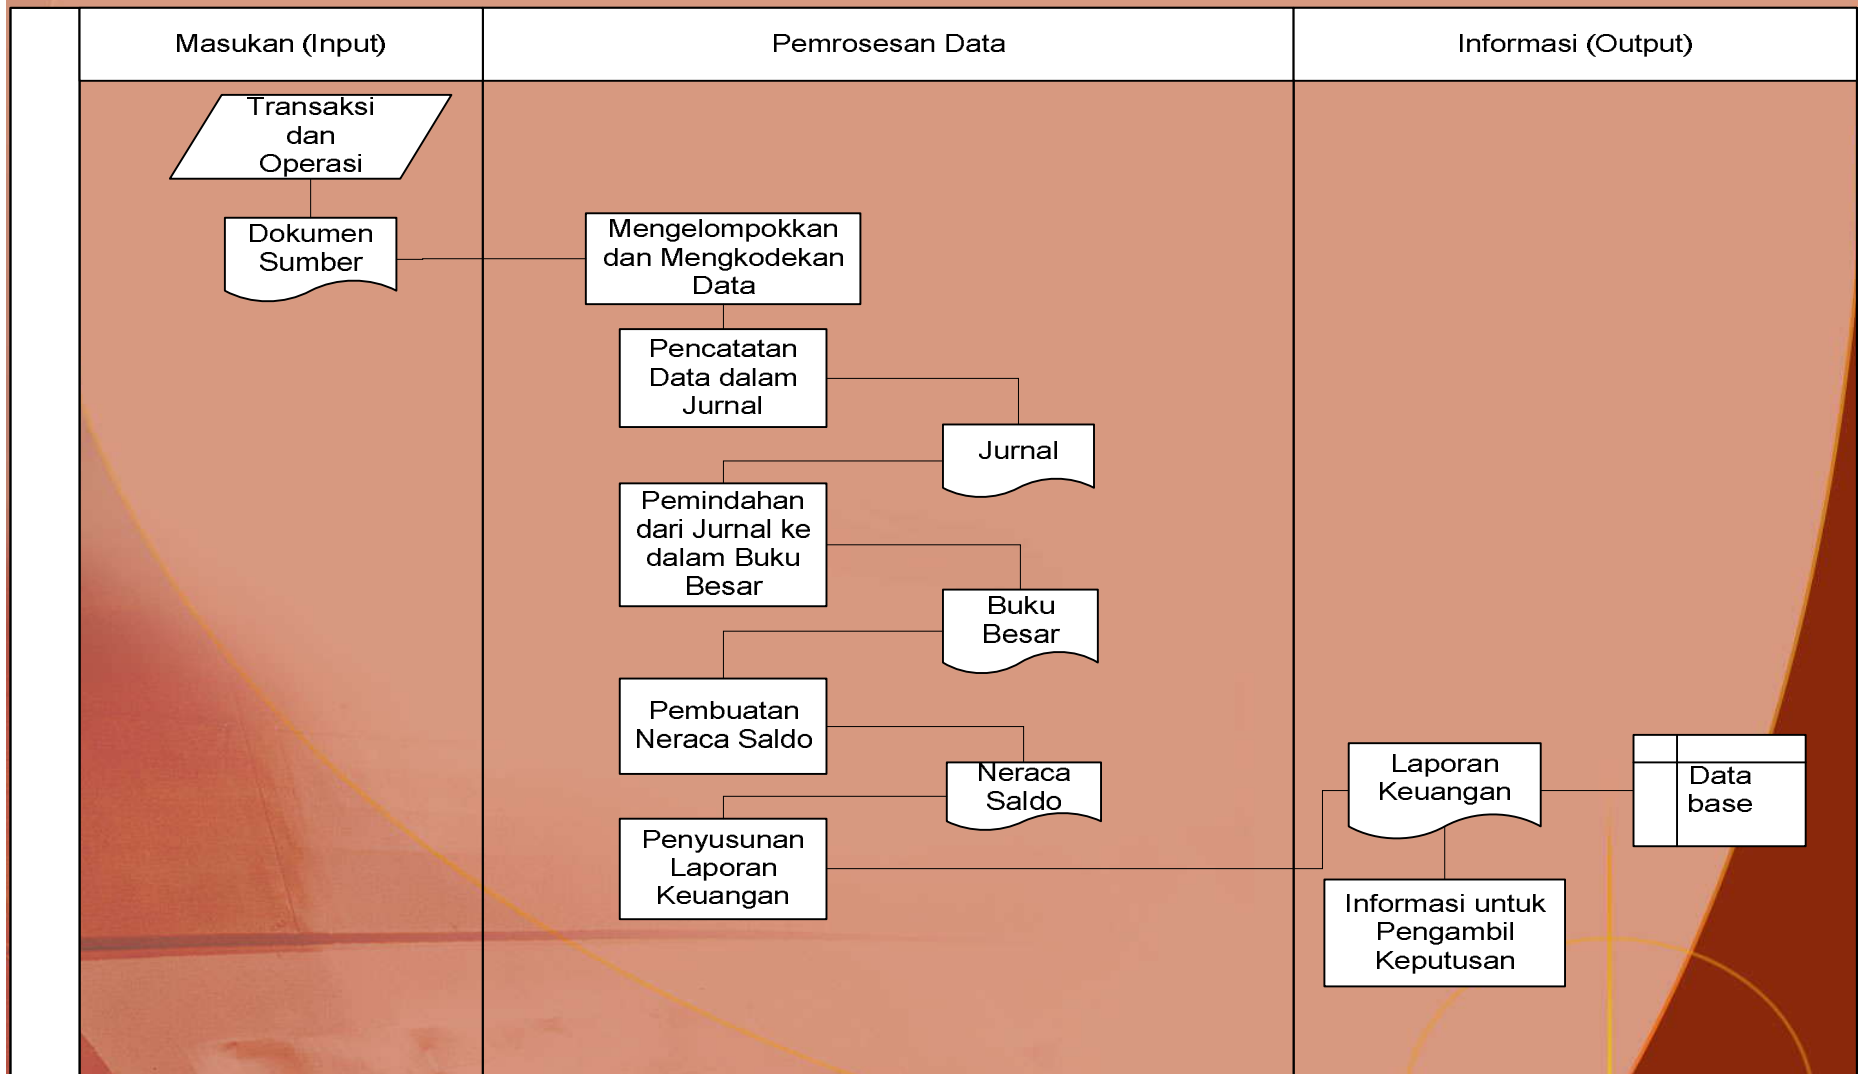 Masukan (Input)
Pemrosesan Data
Informasi (Output)
Transaksi
dan
Operasi
Dokumen
Sumber
Mengelompokkan
dan Mengkodekan
Data
Pencatatan
Data dalam
Jurnal
Jurnal
Pemindahan
dari Jurnal ke
dalam Buku
Besar
Buku
Besar
Pembuatan
Neraca Saldo
Neraca
Saldo
Penyusunan
Laporan
Keuangan
Laporan
Keuangan
Data
base
Informasi untuk
Pengambil
Keputusan